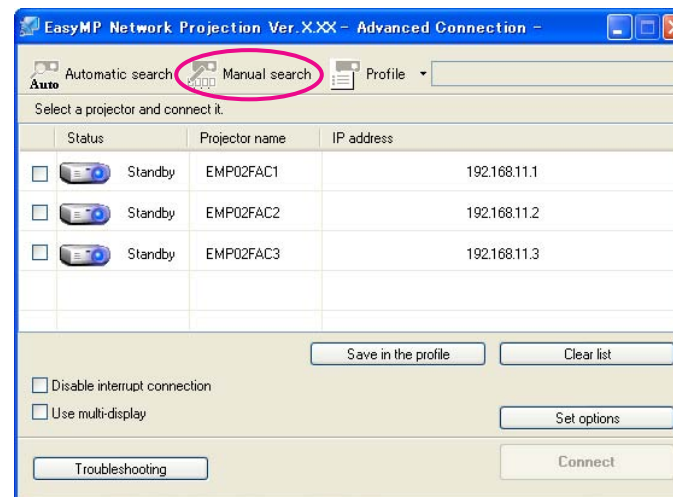 EasyMP Network Projection Ver.X.XX - Advanced Connection -
Auto Automatic search Manual search Profile
Select a projector and connect it.
Status Projector name IP address
Standby EMP02FAC1 192.168.11.1
Standby EMP02FAC2 192.168.11.2
Standby EMP02FAC3 192.168.11.3
Save in the profile Clear list
Disable interrupt connection
Use multi-display
Set options
Troubleshooting Connect